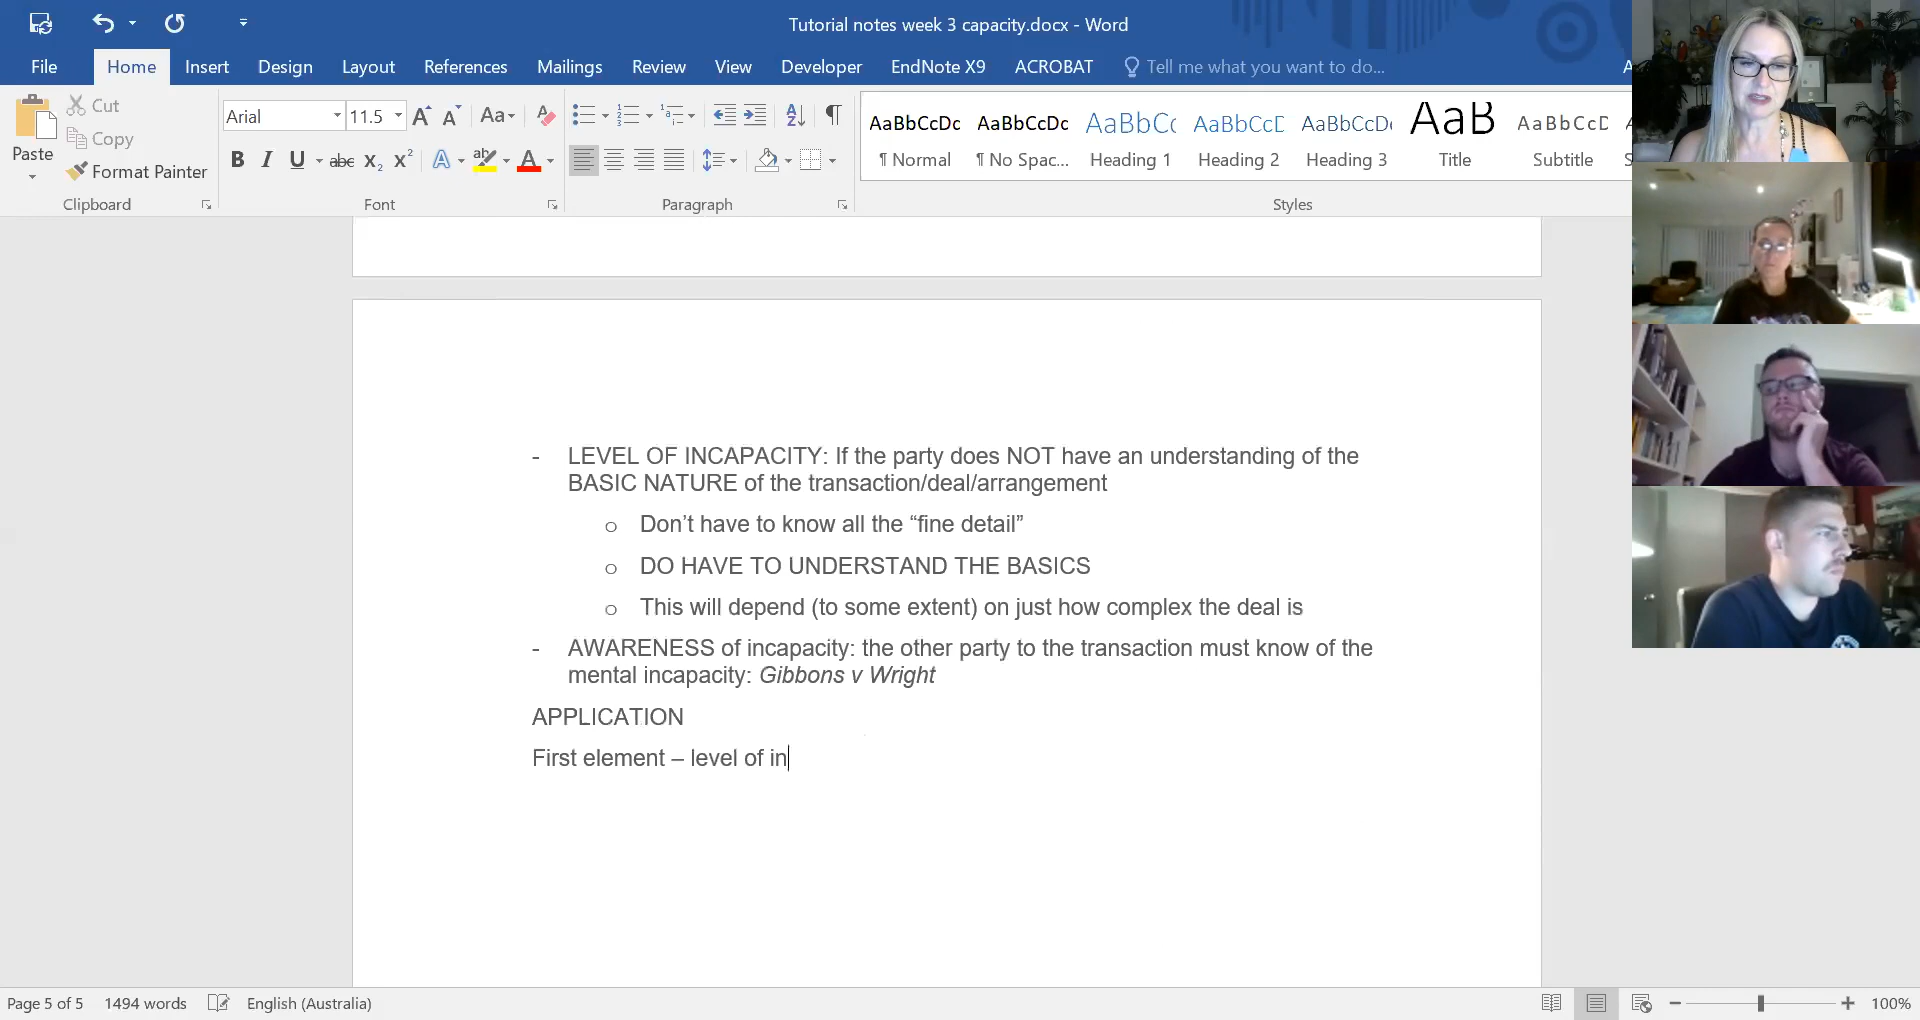 Tutorial notes week 3 capacity.docx - Word
File Home Insert Design Layout References Mailings Review View Developer EndNote X9 ACROBAT Tell me what you want to do...
Paste
Cut
Copy
Format Painter
Clipboard
Arial 11.5
Font
Paragraph
AaBbCcDc AaBbCcDc AaBbCc AaBbCcD AaBbCcDc AaB AaBbCcD
¶ Normal ¶ No Spac... Heading 1 Heading 2 Heading 3 Title Subtitle
Styles
- LEVEL OF INCAPACITY: If the party does NOT have an understanding of the
BASIC NATURE of the transaction/deal/arrangement
o Don’t have to know all the “fine detail”
o DO HAVE TO UNDERSTAND THE BASICS
o This will depend (to some extent) on just how complex the deal is
- AWARENESS of incapacity: the other party to the transaction must know of the
mental incapacity: Gibbons v Wright
APPLICATION
First element – level of in
Page 5 of 5 1494 words English (Australia) 100%